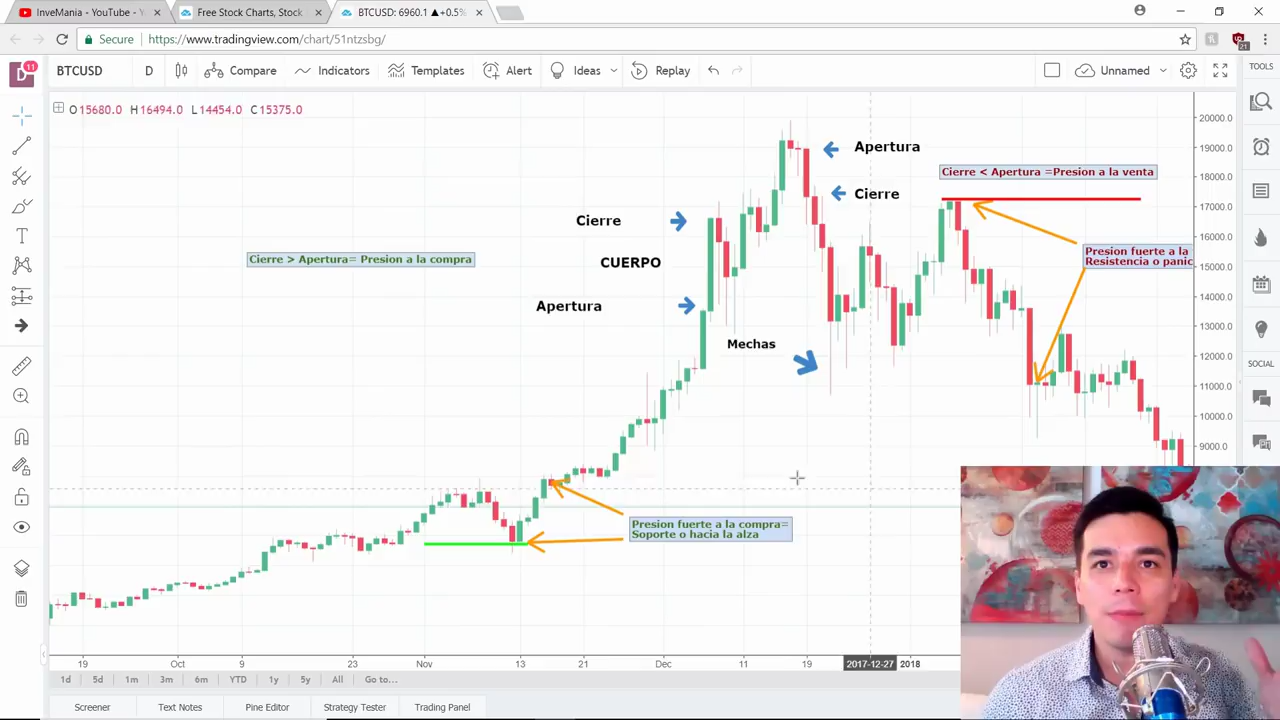 InveMania - YouTube
Free Stock Charts, Stock
BTCUSD: 6960.1 ▲+0.5%
Secure
https://www.tradingview.com/chart/51ntzsbg/
21
11
BTCUSD
D
Compare
Indicators
Templates
Alert
Ideas
Replay
Unnamed
TOOLS
O15680.0 H16494.0 L14454.0 C15375.0
20000.0
19000.0
18000.0
17000.0
16000.0
15000.0
14000.0
13000.0
12000.0
11000.0
10000.0
9000.0
Apertura
Cierre
Cierre < Apertura =Presion a la venta
Cierre
CUERPO
Apertura
Cierre > Apertura= Presion a la compra
Presion fuerte a la
Resistencia o panic
Mechas
SOCIAL
Presion fuerte a la compra=
Soporte o hacia la alza
19
Oct
9
23
Nov
13
21
Dec
11
19
2017-12-27
2018
1d
5d
1m
3m
6m
YTD
1y
5y
All
Go to...
Screener
Text Notes
Pine Editor
Strategy Tester
Trading Panel